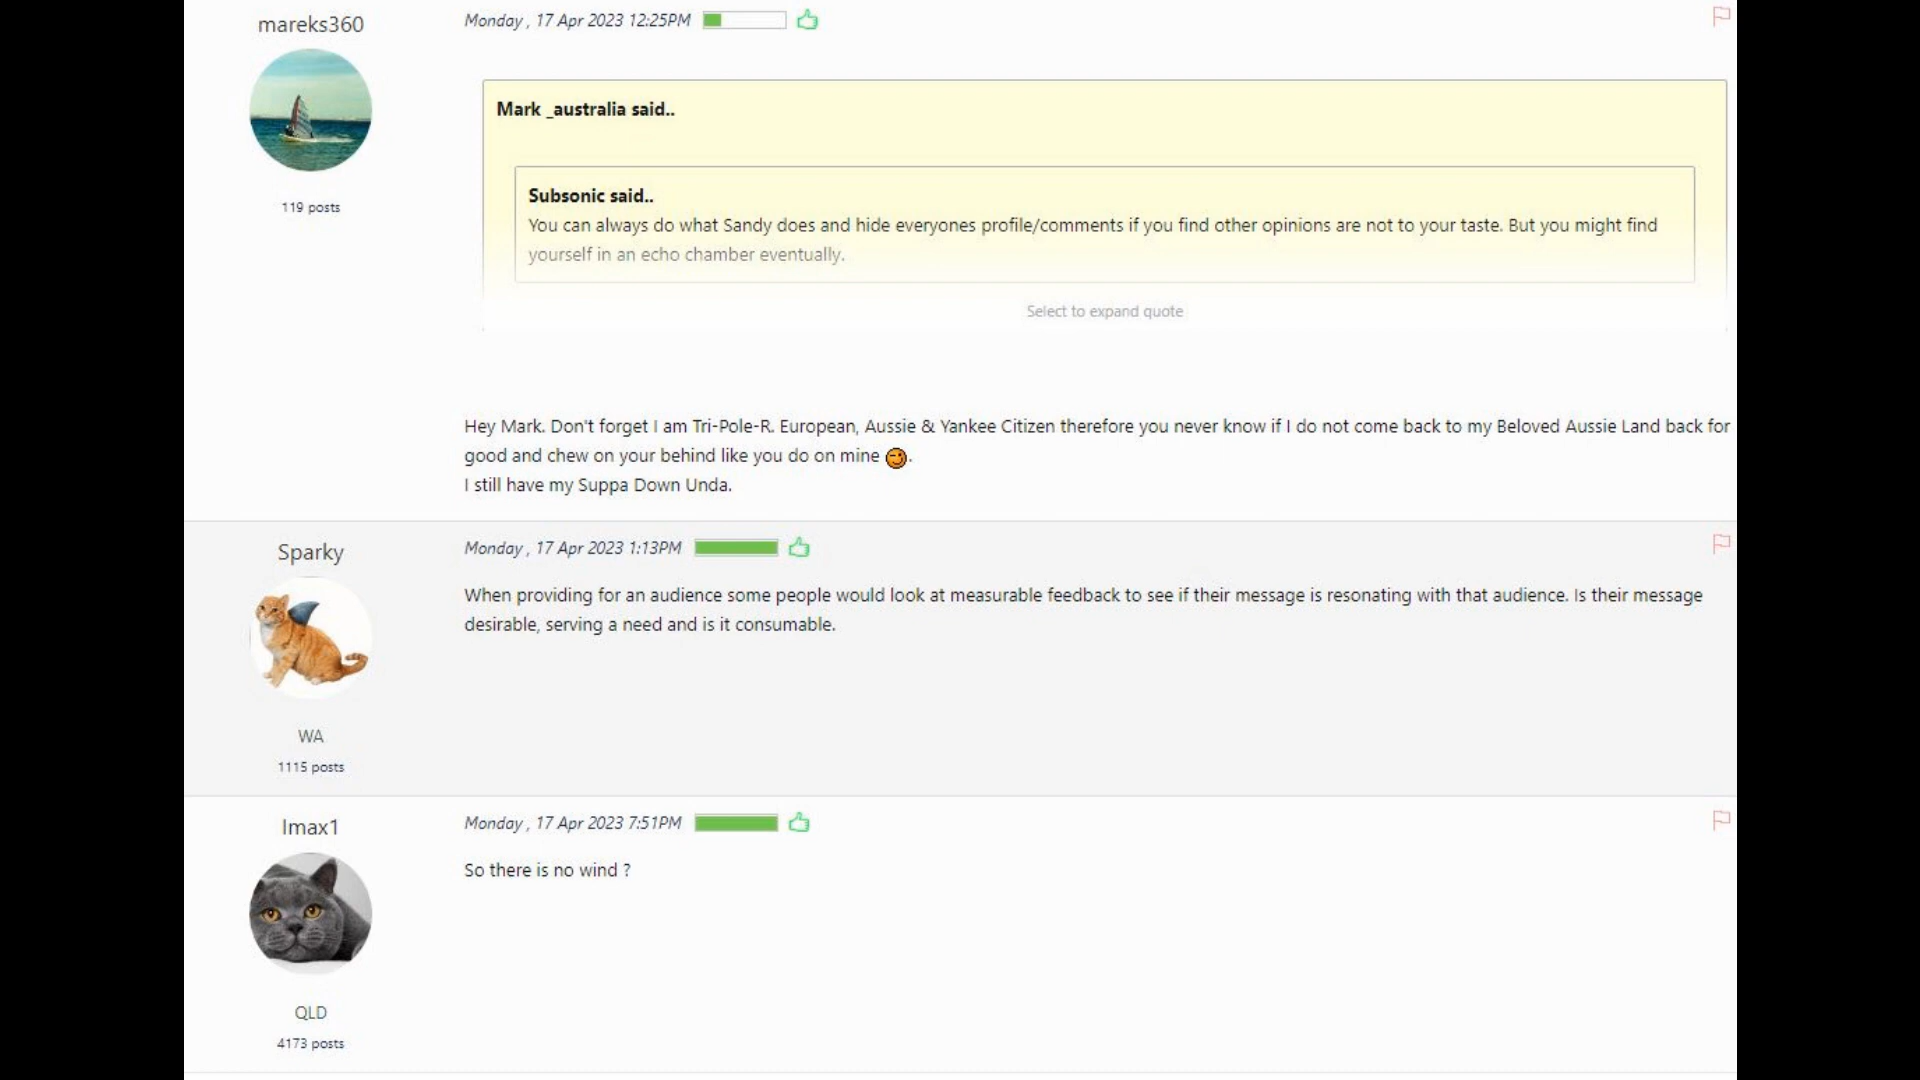 mareks360
Monday , 17 Apr 2023 12:25PM
119 posts
Mark _australia said..
Subsonic said..
You can always do what Sandy does and hide everyones profile/comments if you find other opinions are not to your taste. But you might find
yourself in an echo chamber eventually.
Select to expand quote
Hey Mark. Don't forget I am Tri-Pole-R. European, Aussie & Yankee Citizen therefore you never know if I do not come back to my Beloved Aussie Land back for
good and chew on your behind like you do on mine .
I still have my Suppa Down Unda.
Sparky
Monday , 17 Apr 2023 1:13PM
WA
1115 posts
When providing for an audience some people would look at measurable feedback to see if their message is resonating with that audience. Is their message
desirable, serving a need and is it consumable.
Imax1
Monday , 17 Apr 2023 7:51PM
QLD
4173 posts
So there is no wind ?